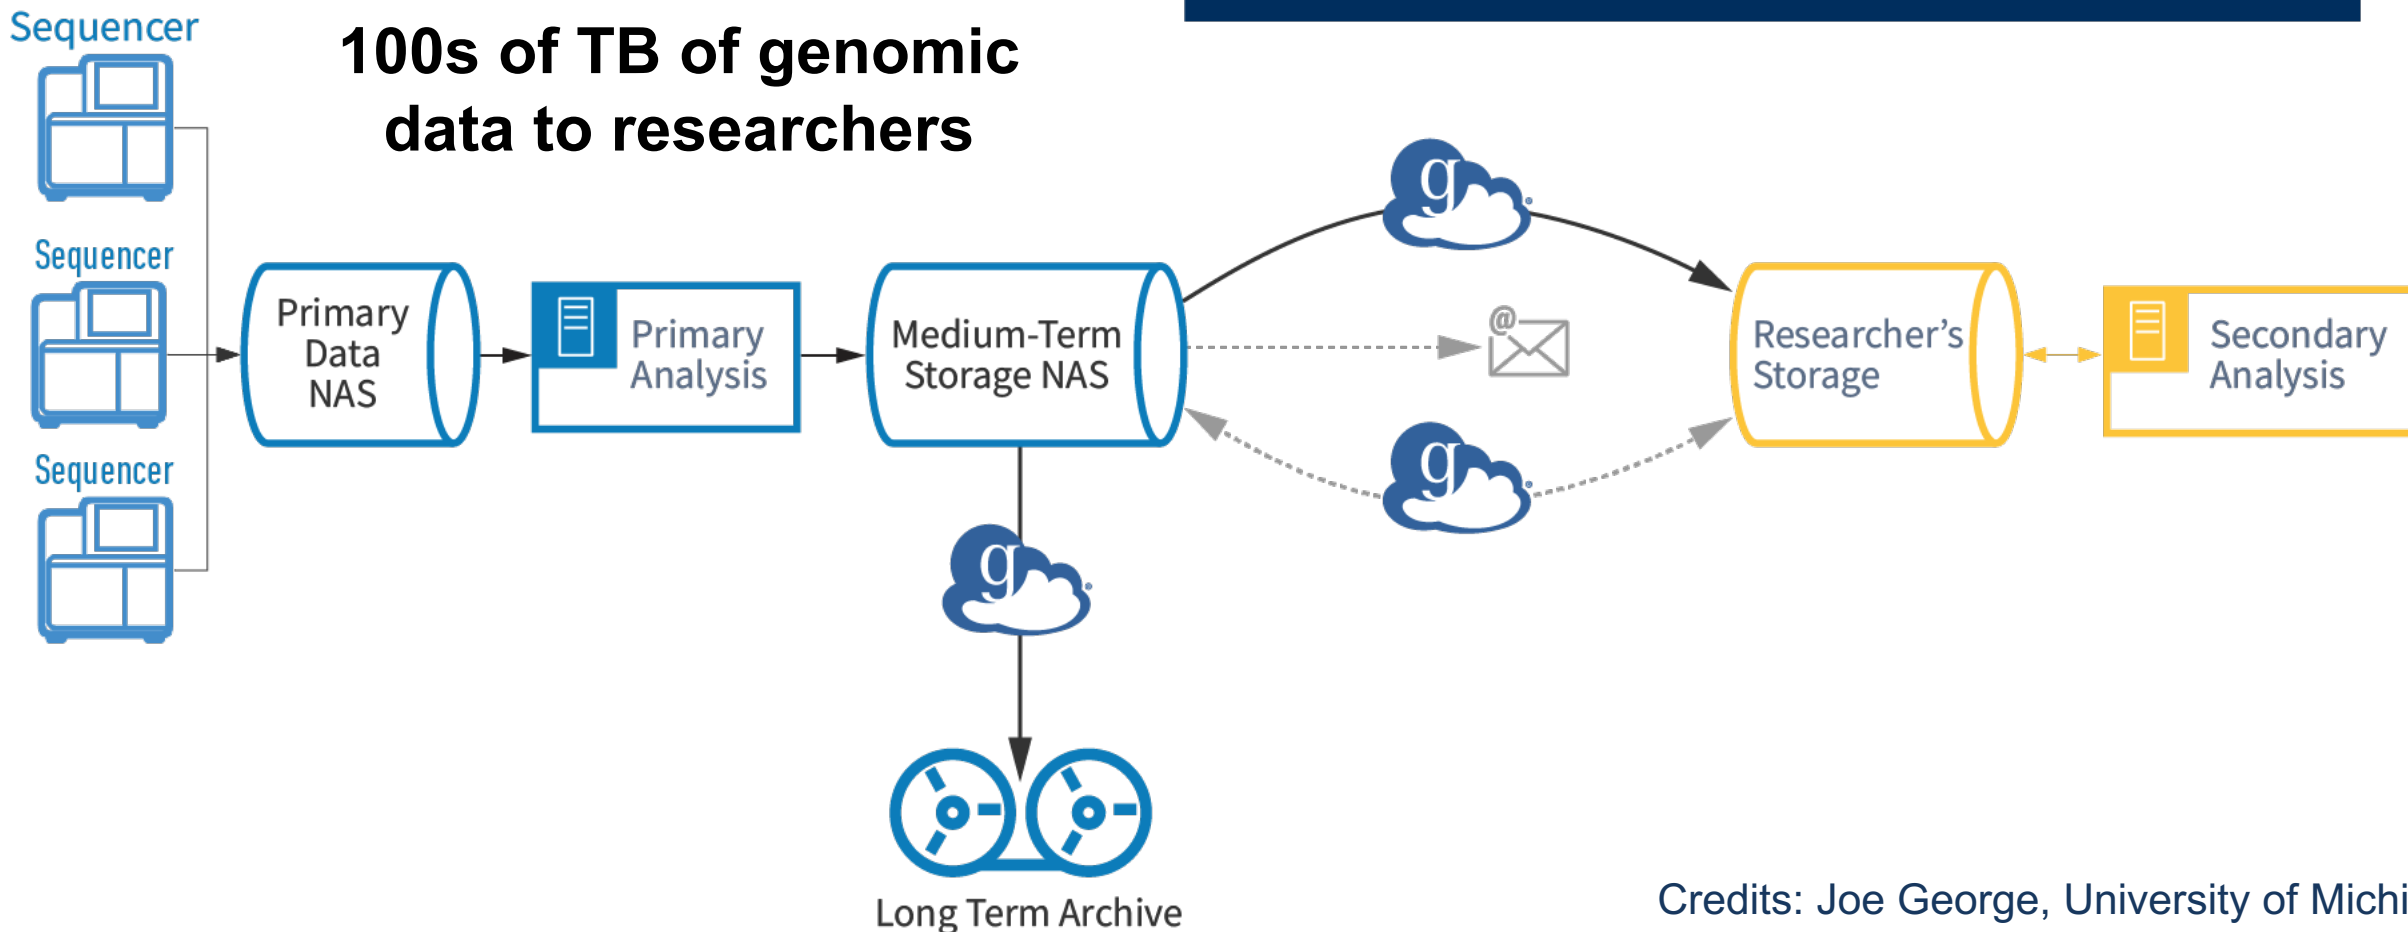 Sequencer
100s of TB of genomic
data to researchers
Sequencer
Sequencer
Primary
Data
NAS
Primary
Analysis
Medium-Term
Storage NAS
g
g
g
@
Researcher's
Storage
Secondary
Analysis
Long Term Archive
Credits: Joe George, University of Michi